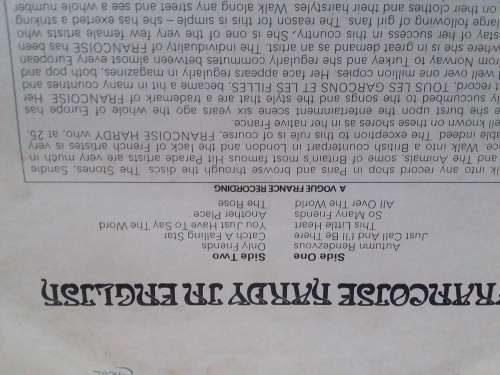 FRANCOISE HARDY IN ENGLISH
Side One
Autumn Rendezvous
Just Call And I'll Be There
This Little Heart
So Many Friends
All Over The World
Side Two
Only Friends
Catch A Falling Star
You Just Have To Say The Word
Another Place
The Rose
A VOGUE FRANCE RECORDING
lk into any record shop in Paris and browse through the discs. The Stones, Sandie
and The Animals, some of Britain's most famous Hit Parade artists are very much in
ce. Walk into a British counterpart in London and the lack of French artistes is very
able indeed. The exception to this rule is of course, FRANCOISE HARDY who, at 25,
ell known on these shores as in her native France.
e she burst upon the entertainment scene six years ago the whole of Europe has
ly succumbed to the songs and the style that are a trademark of FRANCOISE. Her
t record, TOUS LES GARCONS ET LES FILLES, became a hit in many countries and
well over one million copies. Her face appears regularly in magazines, both pop and
from Norway to Turkey and she regularly commutes between almost every European
where she is in great demand as an artist. The individuality of FRANCOISE has been
stay of her success in this country. She is one of the very few female artists who
arge following of girl fans. The reason for this is simple – she has exerted a striking
on their clothes and their hairstyles. Walk along any street and see a whole number